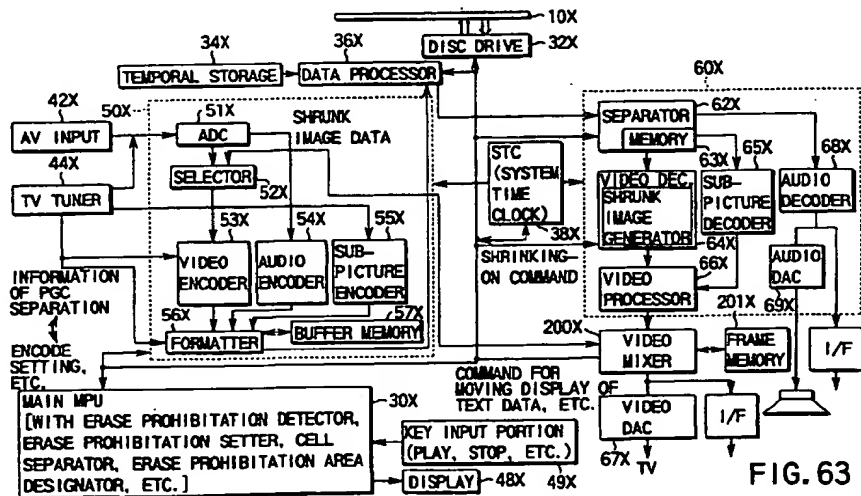 10X
34X
36X
DISC DRIVE
32X
TEMPORAL STORAGE
DATA PROCESSOR
60X
42X
50X
51X
SHRUNK
IMAGE DATA
SEPARATOR
62X
AV INPUT
ADC
MEMORY
65X
44X
63X
68X
TV TUNER
SELECTOR
52X
STC
(SYSTEM
TIME
CLOCK)
38X
VIDEO DEC.
SHRUNK
IMAGE
GENERATOR
64X
SUB-
PICTURE
DECODER
AUDIO
DECODER
53X
54X
55X
SHRINKING-
ON COMMAND
66X
INFORMATION
OF PGC
SEPARATION
VIDEO
ENCODER
AUDIO
ENCODER
SUB-
PICTURE
ENCODER
57X
VIDEO
PROCESSOR
AUDIO
DAC
69X
201X
56X
200X
FORMATTER
BUFFER MEMORY
VIDEO
MIXER
FRAME
MEMORY
I/F
ENCODE
SETTING,
ETC.
COMMAND FOR
MOVING DISPLAY OF
TEXT DATA, ETC.
MAIN MPU
30X
[WITH ERASE PROHIBITATION DETECTOR,
ERASE PROHIBITATION SETTER, CELL
SEPARATOR, ERASE PROHIBITATION AREA
DESIGNATOR, ETC.]
KEY INPUT PORTION
(PLAY, STOP, ETC.)
49X
DISPLAY
48X
VIDEO
DAC
67X
I/F
TV
FIG. 63